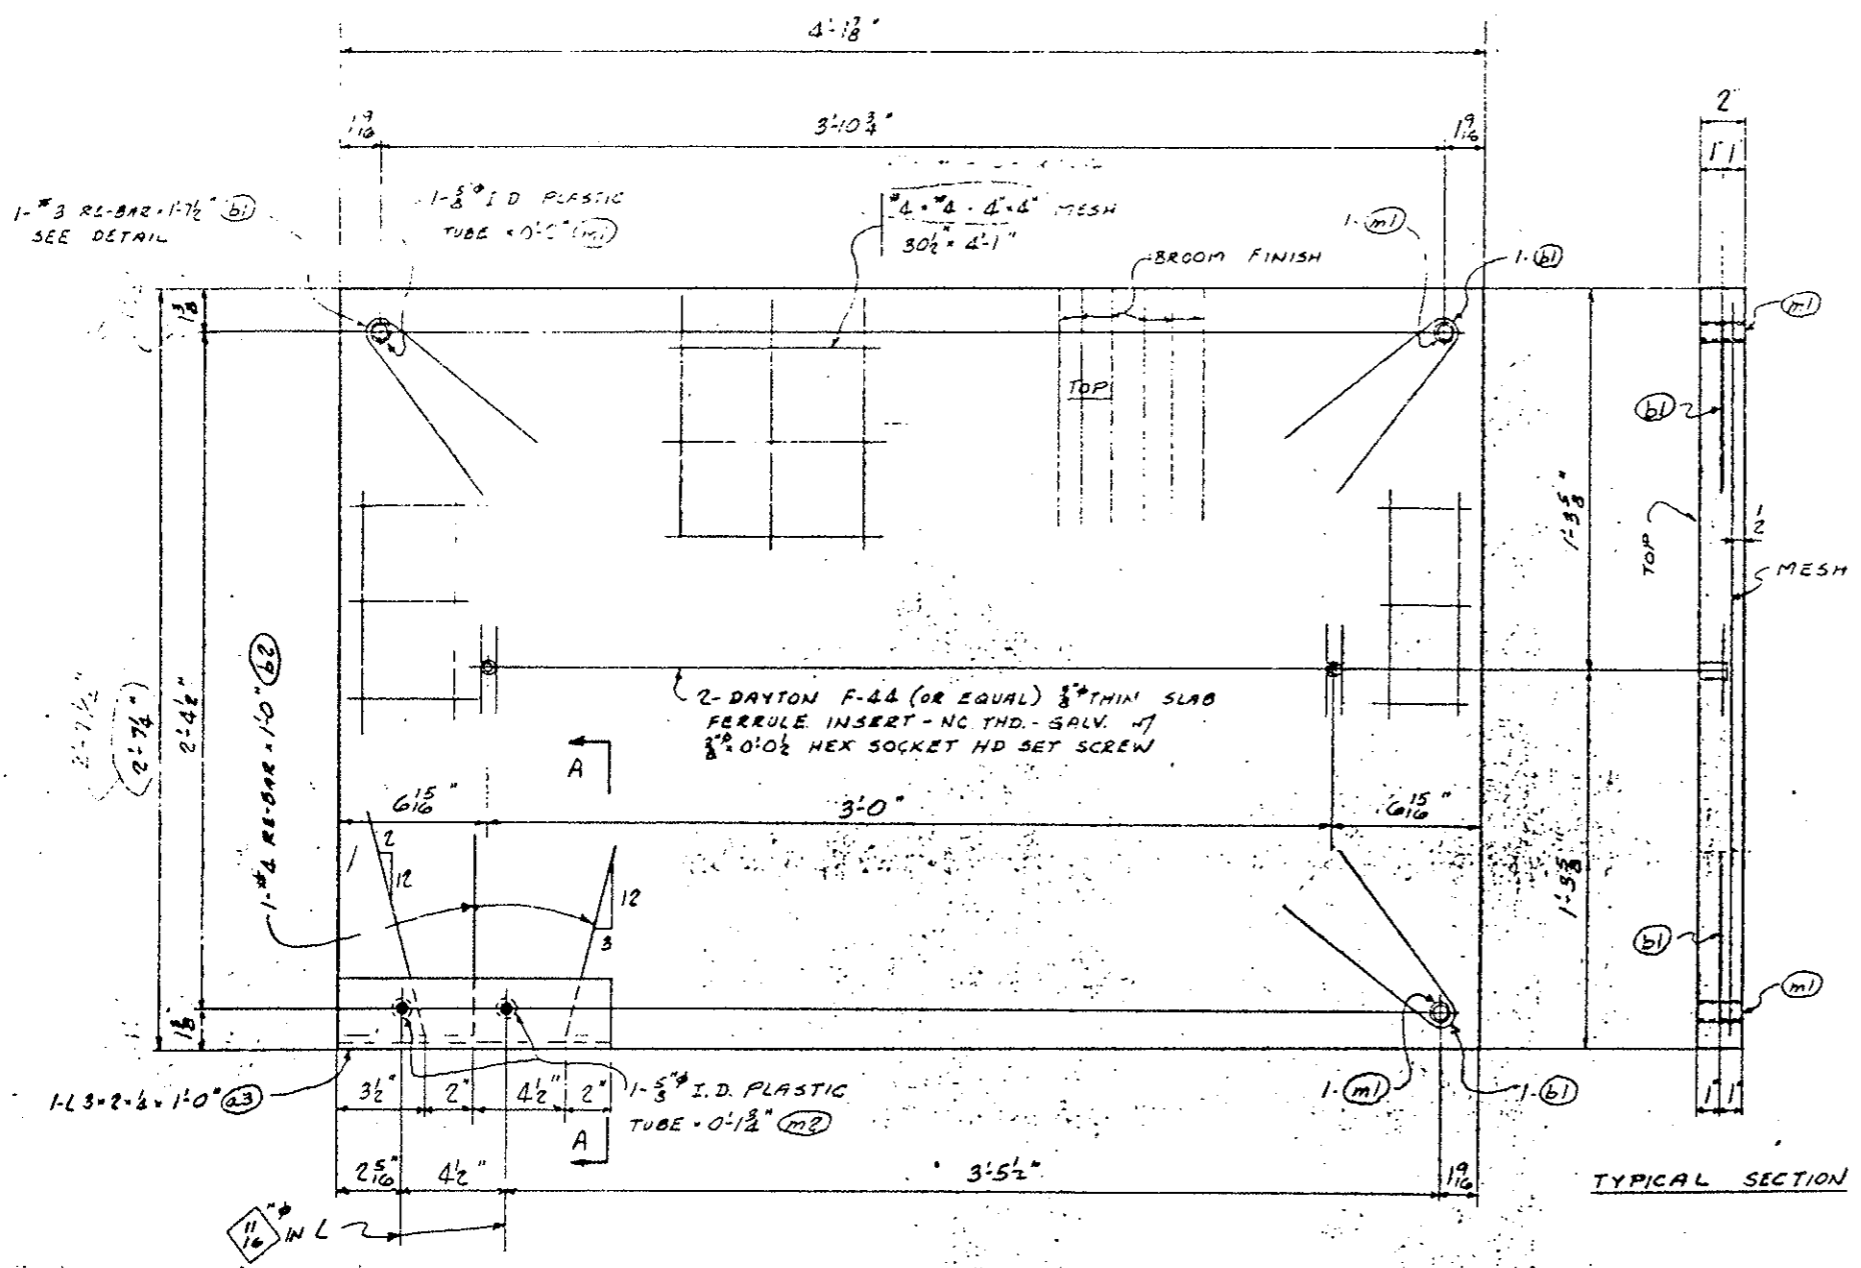 4'-1 7/8"
1 9/16
3'-10 3/4"
1 9/16
2"
1" 1"
1-#3 RE-BAR × 1'-7 1/2" b1
SEE DETAIL
1-5/8"φ I.D PLASTIC
TUBE × 0'-2" m1
#4 × #4 - 4" × 4" MESH
30 1/2" × 4'-1"
BROOM FINISH
1-m1
1-b1
m1
1 3/8
TOP
b1
1'-3 5/8"
TOP
1/2
MESH
2'-7 1/2"
2'-7 1/4"
2'-4 1/2"
1-#4 RE-BAR × 1'-0" b2
2-DAYTON F-44 (OR EQUAL) 3/8"φ THIN SLAB
FERRULE INSERT - NC THD. - GALV. W/
3/8"φ × 0'-0 1/2 HEX SOCKET HD SET SCREW
A
6 15/16"
3'-0"
6 15/16"
2
12
12
3
1'-3 5/8"
b1
m1
1 3/8
1-L 3×2×1/4 × 1'-0" a3
3 1/2"
2"
4 1/2"
2"
1-5/8"φ I.D. PLASTIC
TUBE × 0'-1 3/4" m2
A
1-m1
1-b1
1" 1"
2 5/16"
4 1/2"
3'-5 1/2"
1 9/16
TYPICAL SECTION
11/16"φ IN L